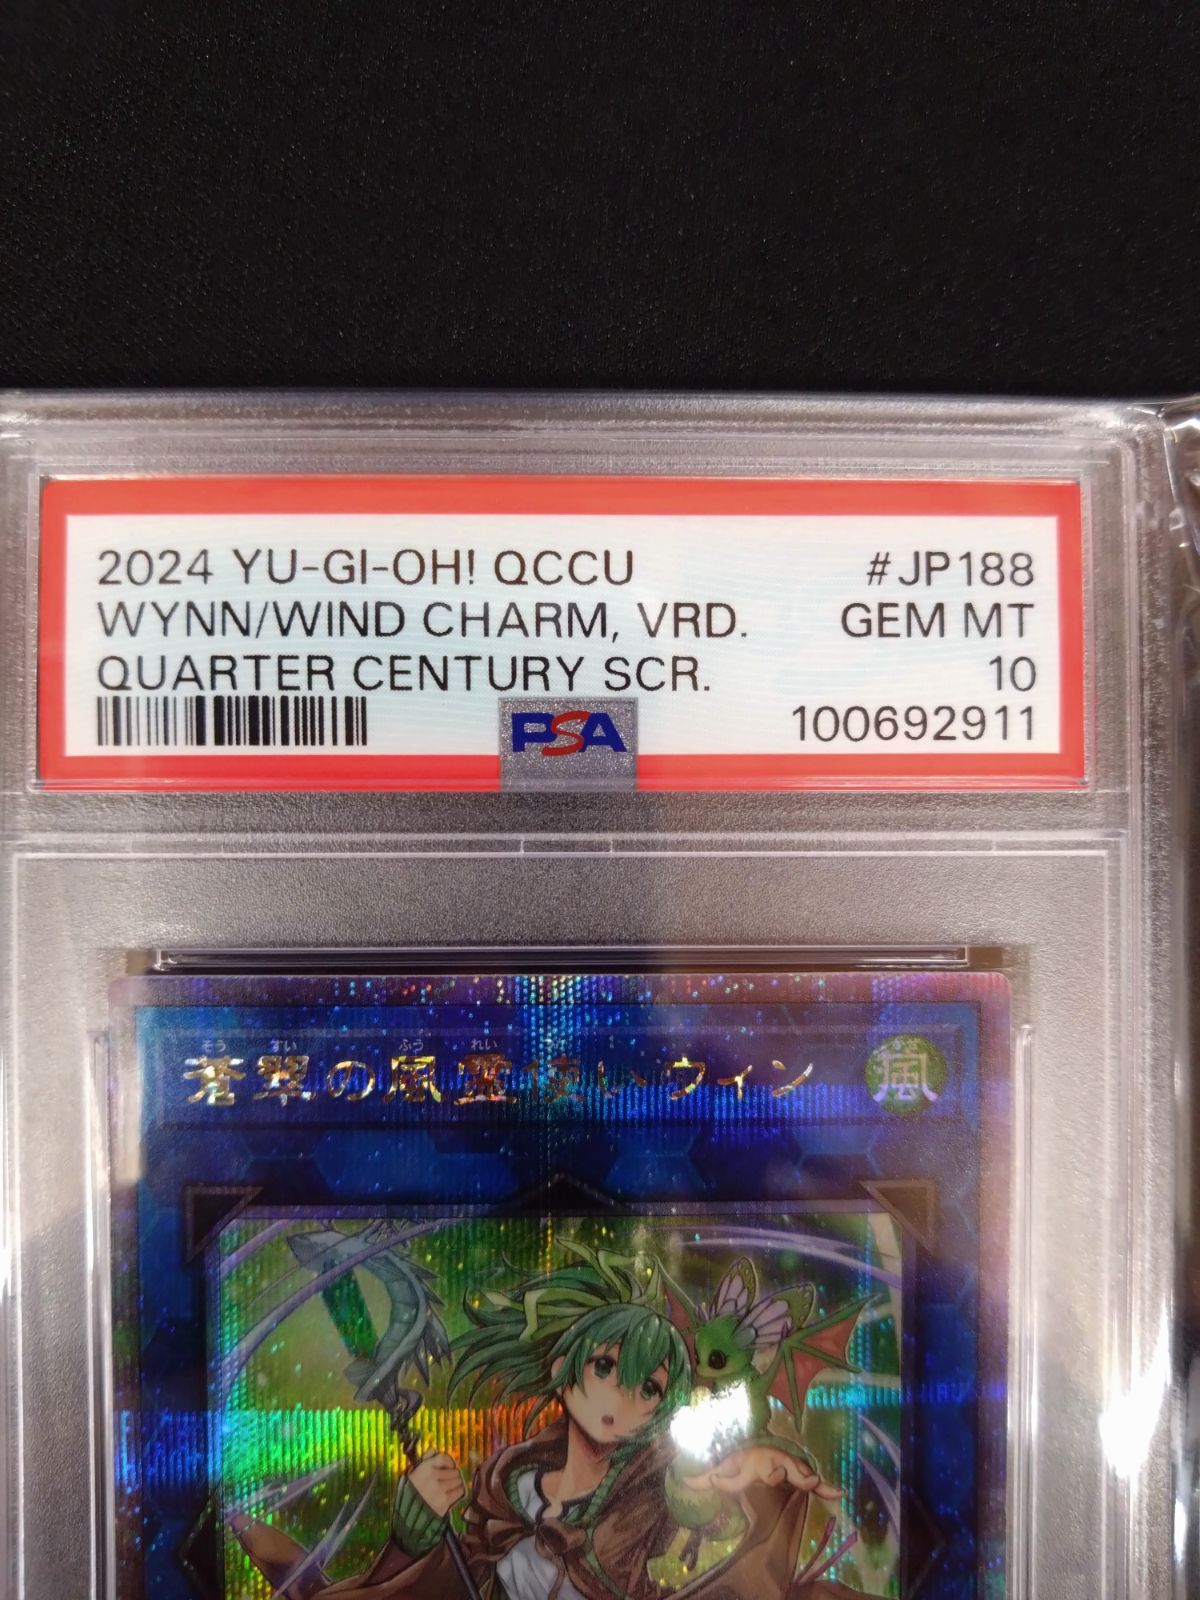 2024 YU-GI-OH! QCCU #JP188
WYNN/WIND CHARM, VRD. GEM MT
QUARTER CENTURY SCR. 10
PSA 100692911
蒼翠の風霊使いウィン 風